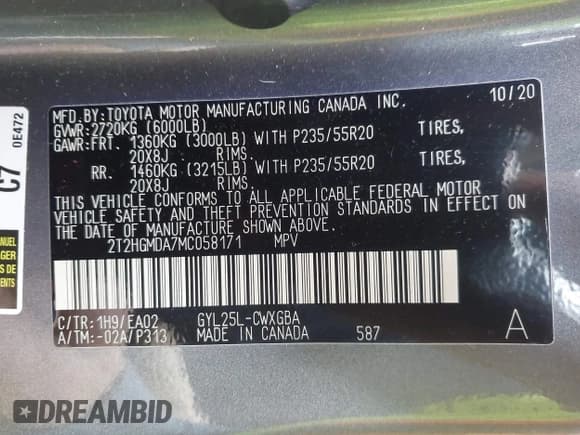 MFD.BY:TOYOTA MOTOR MANUFACTURING CANADA INC. 10/20
GVWR:2720KG (6000LB)
GAWR:FRT. 1360KG (3000LB) WITH P235/55R20 TIRES,
20X8J RIMS.
RR. 1460KG (3215LB) WITH P235/55R20 TIRES,
20X8J RIMS.
THIS VEHICLE CONFORMS TO ALL APPLICABLE FEDERAL MOTOR
VEHICLE SAFETY AND THEFT PREVENTION STANDARDS IN EFFECT ON
THE DATE OF MANUFACTURE SHOWN ABOVE.
2T2HGMDA7MC058171 MPV
C/TR:1H9/EA02 GYL25L-CWXGBA
A/TM:-02A/P313 MADE IN CANADA 587 A
C7 0E472
DREAMBID